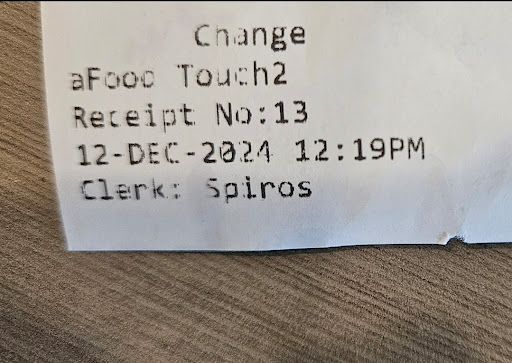 Change
aFood Touch2
Receipt No:13
12-DEC-2024 12:19PM
Clerk: Spiros